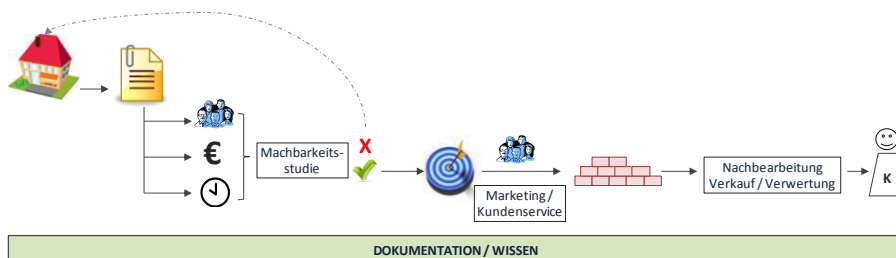 €
Machbarkeits-
studie
X
Marketing /
Kundenservice
Nachbearbeitung
Verkauf / Verwertung
K
DOKUMENTATION / WISSEN